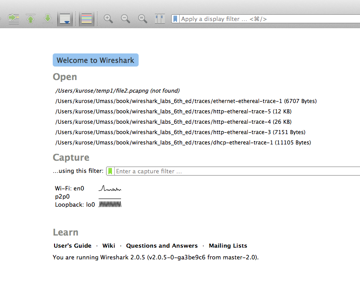 Apply a display filter ... <⌘/>
Welcome to Wireshark
Open
/Users/kurose/temp1/file2.pcapng (not found)
/Users/kurose/Umass/book/wireshark_labs_6th_ed/traces/ethernet-ethereal-trace-1 (6707 Bytes)
/Users/kurose/Umass/book/wireshark_labs_6th_ed/traces/http-ethereal-trace-5 (12 KB)
/Users/kurose/Umass/book/wireshark_labs_6th_ed/traces/http-ethereal-trace-4 (26 KB)
/Users/kurose/Umass/book/wireshark_labs_6th_ed/traces/http-ethereal-trace-3 (7151 Bytes)
/Users/kurose/Umass/book/wireshark_labs_6th_ed/traces/dhcp-ethereal-trace-1 (11105 Bytes)
Capture
...using this filter: Enter a capture filter ...
Wi-Fi: en0
p2p0
Loopback: lo0
Learn
User's Guide · Wiki · Questions and Answers · Mailing Lists
You are running Wireshark 2.0.5 (v2.0.5-0-ga3be9c6 from master-2.0).